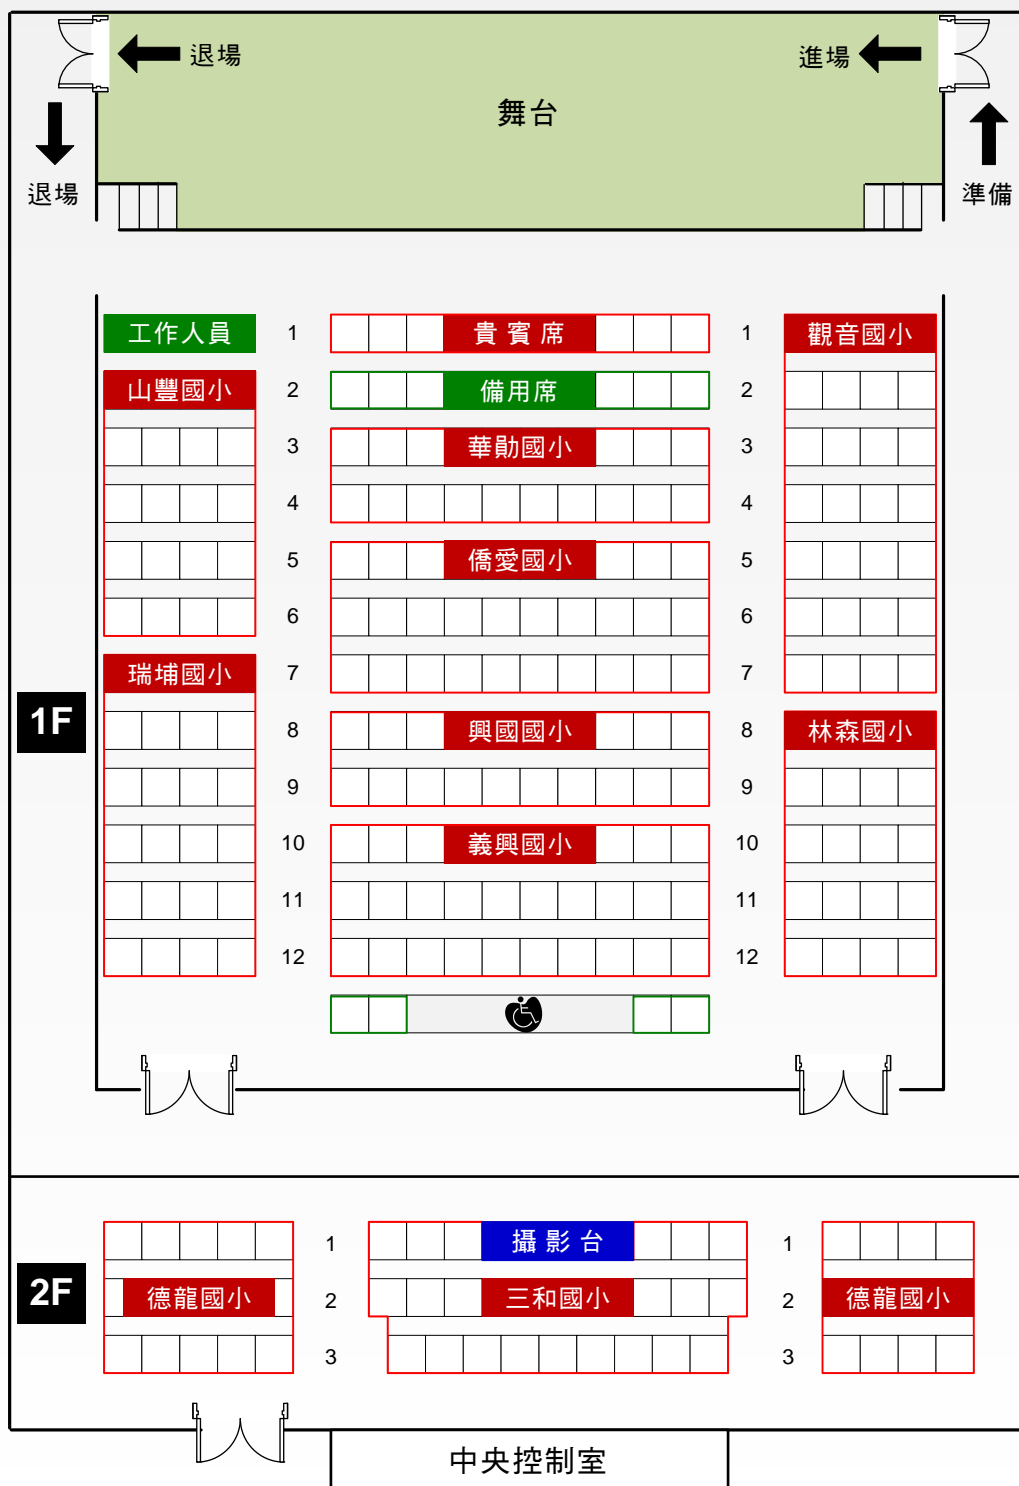 退場 進場
舞台
退場 準備
工作人員 1 貴賓席 1 觀音國小
山豐國小 2 備用席 2
3 華勛國小 3
4 4
5 僑愛國小 5
6 6
瑞埔國小 7 7
1F 8 興國國小 8 林森國小
9 9
10 義興國小 10
11 11
12 12
1 攝影台 1
2F 德龍國小 2 三和國小 2 德龍國小
3 3
中央控制室